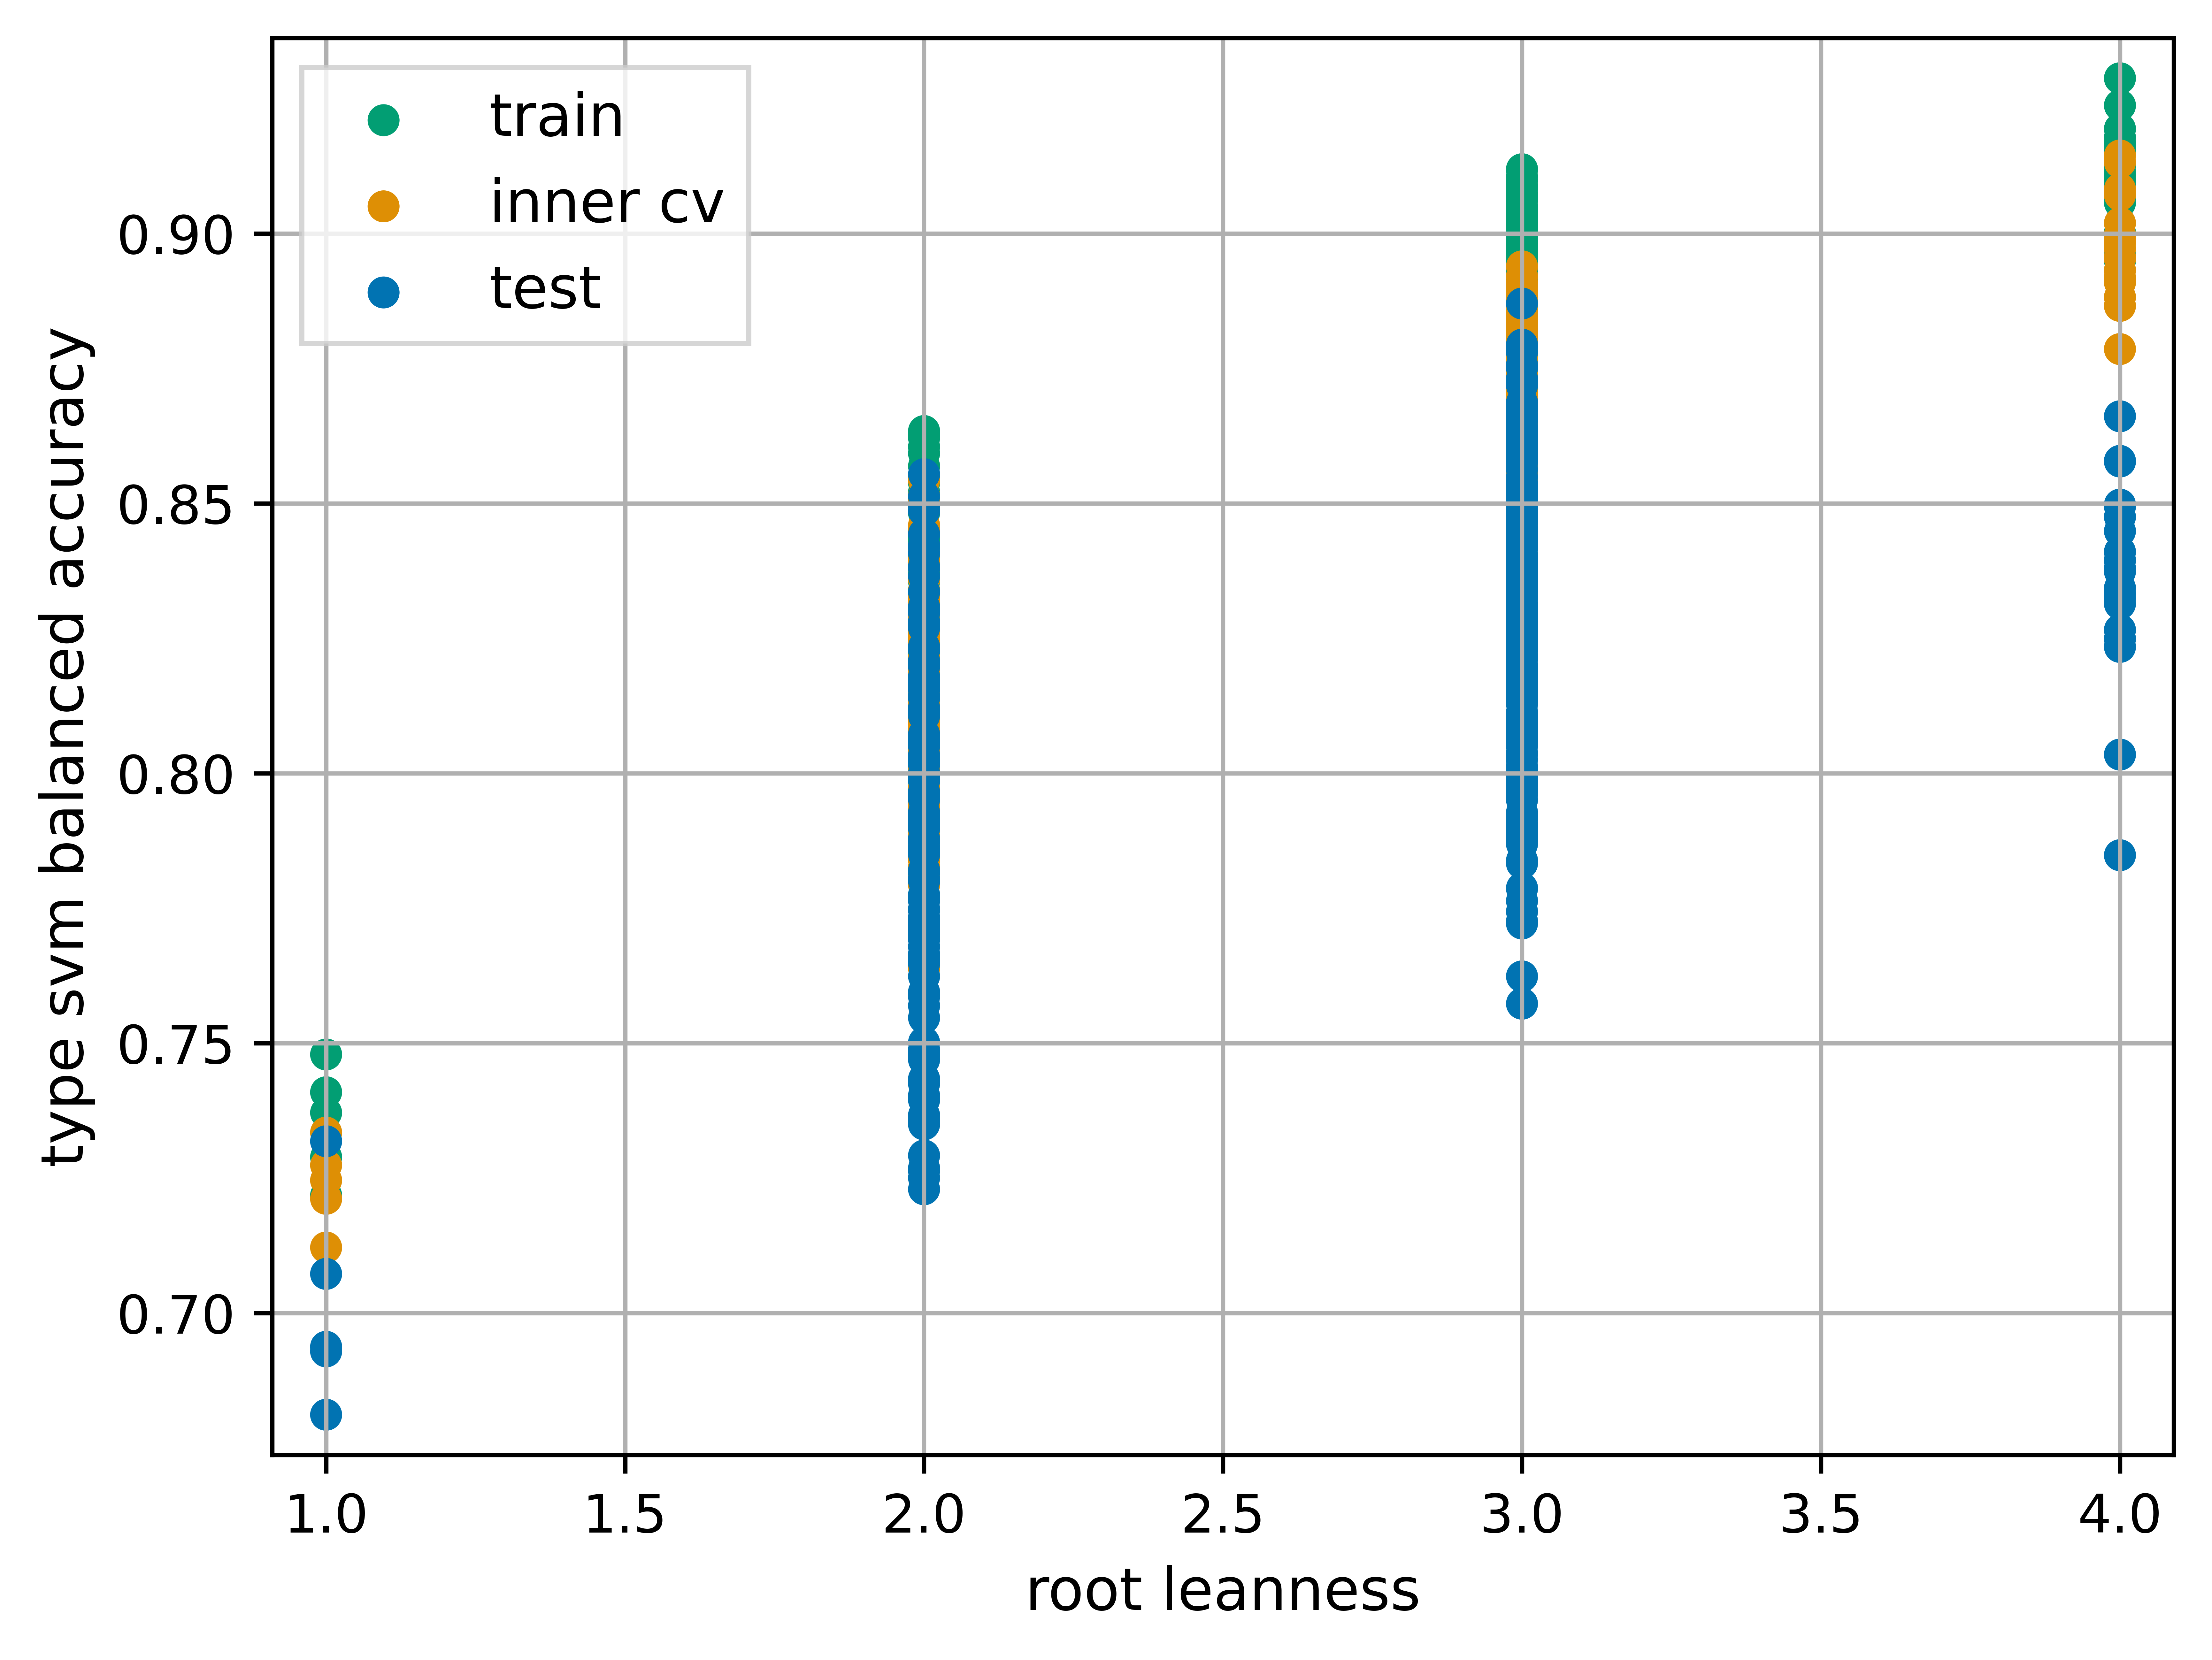 train
inner cv
test
0.90
0.85
0.80
0.75
0.70
type svm balanced accuracy
1.0 1.5 2.0 2.5 3.0 3.5 4.0
root leanness